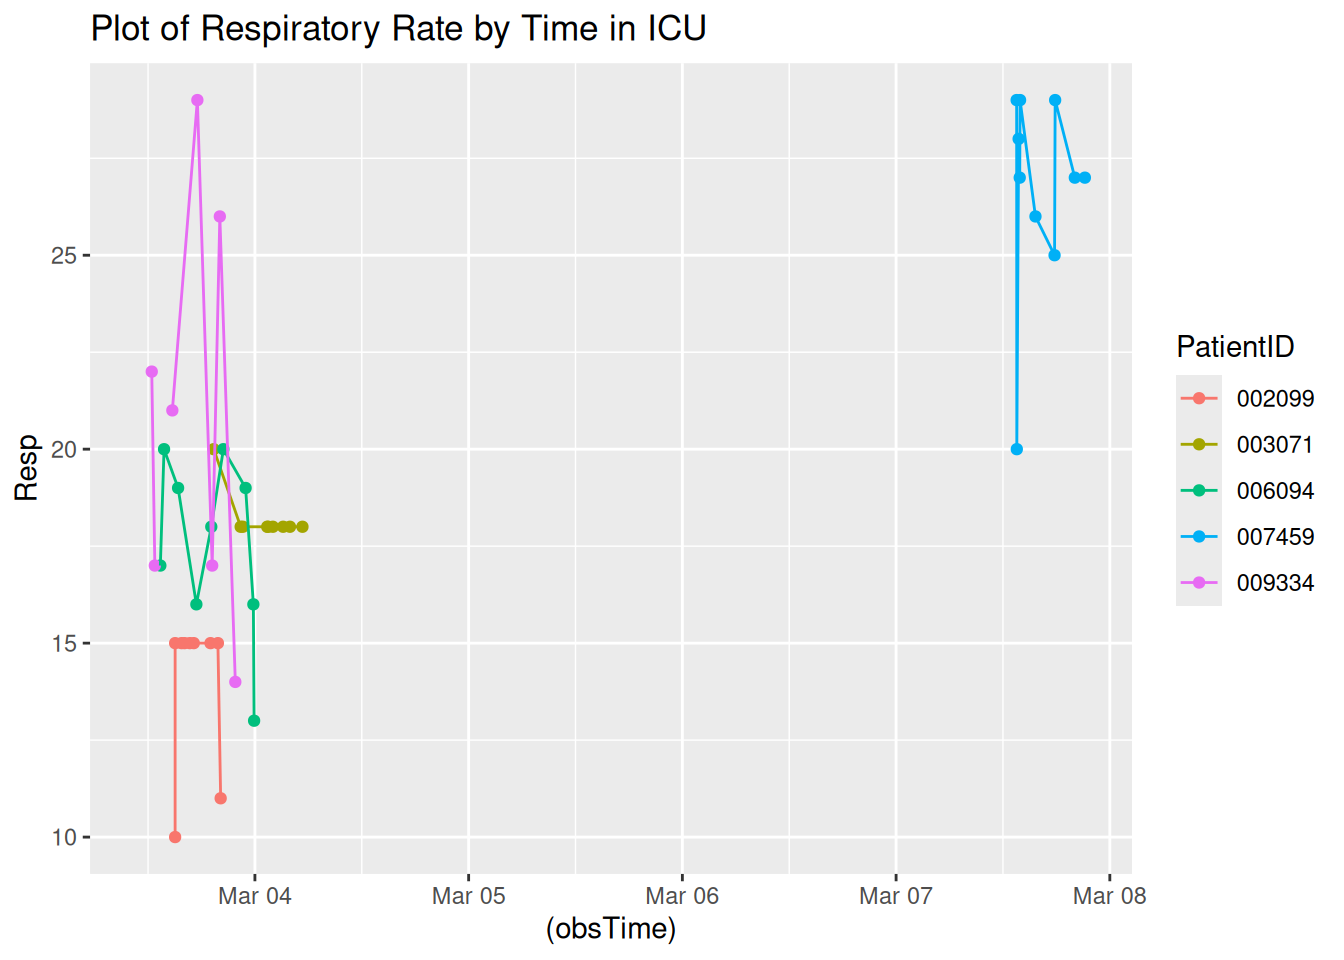 Plot of Respiratory Rate by Time in ICU
Resp
25
20
15
10
Mar 04
Mar 05
Mar 06
Mar 07
Mar 08
(obsTime)
PatientID
002099
003071
006094
007459
009334